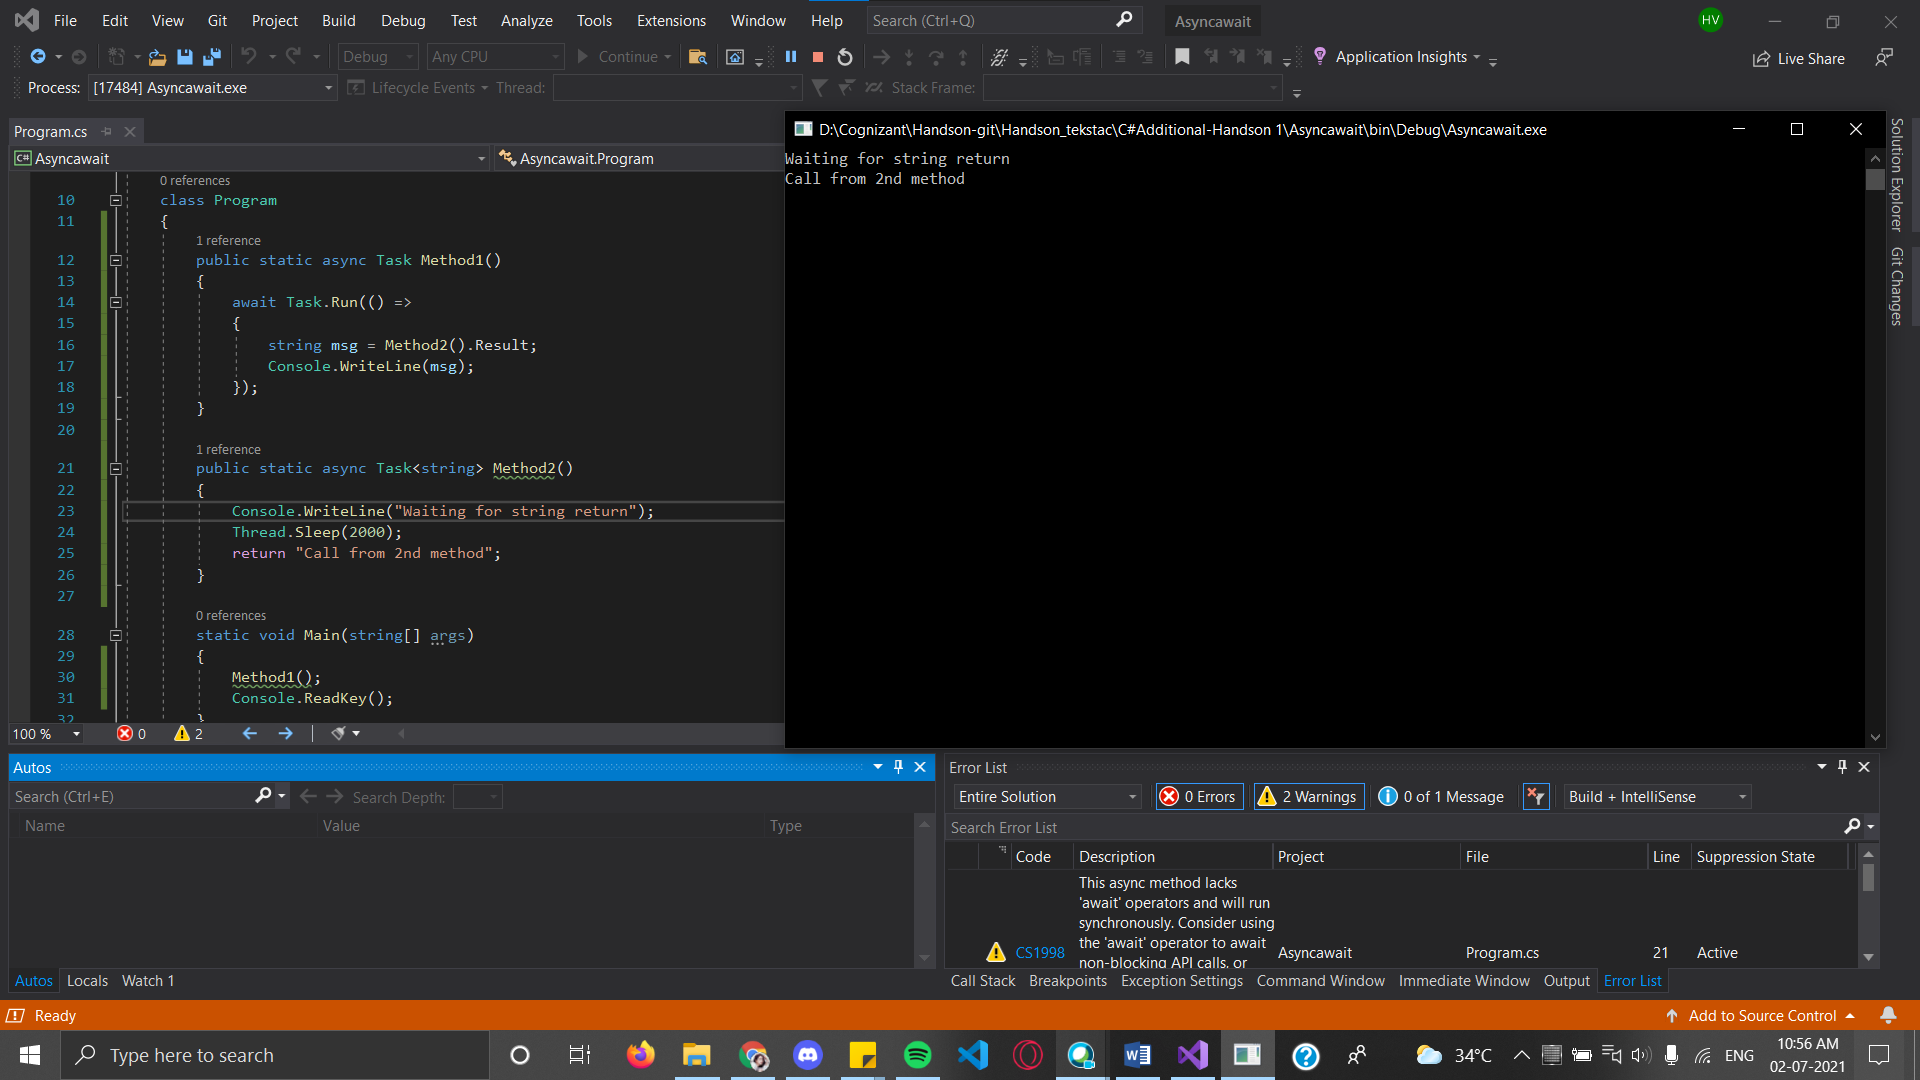 File Edit View Git Project Build Debug Test Analyze Tools Extensions Window Help Search (Ctrl+Q) Asyncawait HV
Debug Any CPU Continue Application Insights Live Share
Process: [17484] Asyncawait.exe Lifecycle Events Thread: Stack Frame:
Program.cs
C# Asyncawait Asyncawait.Program
0 references
10 class Program
11 {
1 reference
12 public static async Task Method1()
13 {
14 await Task.Run(() =>
15 {
16 string msg = Method2().Result;
17 Console.WriteLine(msg);
18 });
19 }
20
1 reference
21 public static async Task<string> Method2()
22 {
23 Console.WriteLine("Waiting for string return");
24 Thread.Sleep(2000);
25 return "Call from 2nd method";
26 }
27
0 references
28 static void Main(string[] args)
29 {
30 Method1();
31 Console.ReadKey();
32 }
100 % 0 2
D:\Cognizant\Handson-git\Handson_tekstac\C#Additional-Handson 1\Asyncawait\bin\Debug\Asyncawait.exe
Waiting for string return
Call from 2nd method
Solution Explorer
Git Changes
Autos
Search (Ctrl+E) Search Depth:
Name Value Type
Autos Locals Watch 1
Error List
Entire Solution 0 Errors 2 Warnings 0 of 1 Message Build + IntelliSense
Search Error List
Code Description Project File Line Suppression State
This async method lacks
'await' operators and will run
synchronously. Consider using
the 'await' operator to await
CS1998 Asyncawait Program.cs 21 Active
non-blocking API calls, or
Call Stack Breakpoints Exception Settings Command Window Immediate Window Output Error List
Ready Add to Source Control
Type here to search 34°C ENG 10:56 AM
02-07-2021